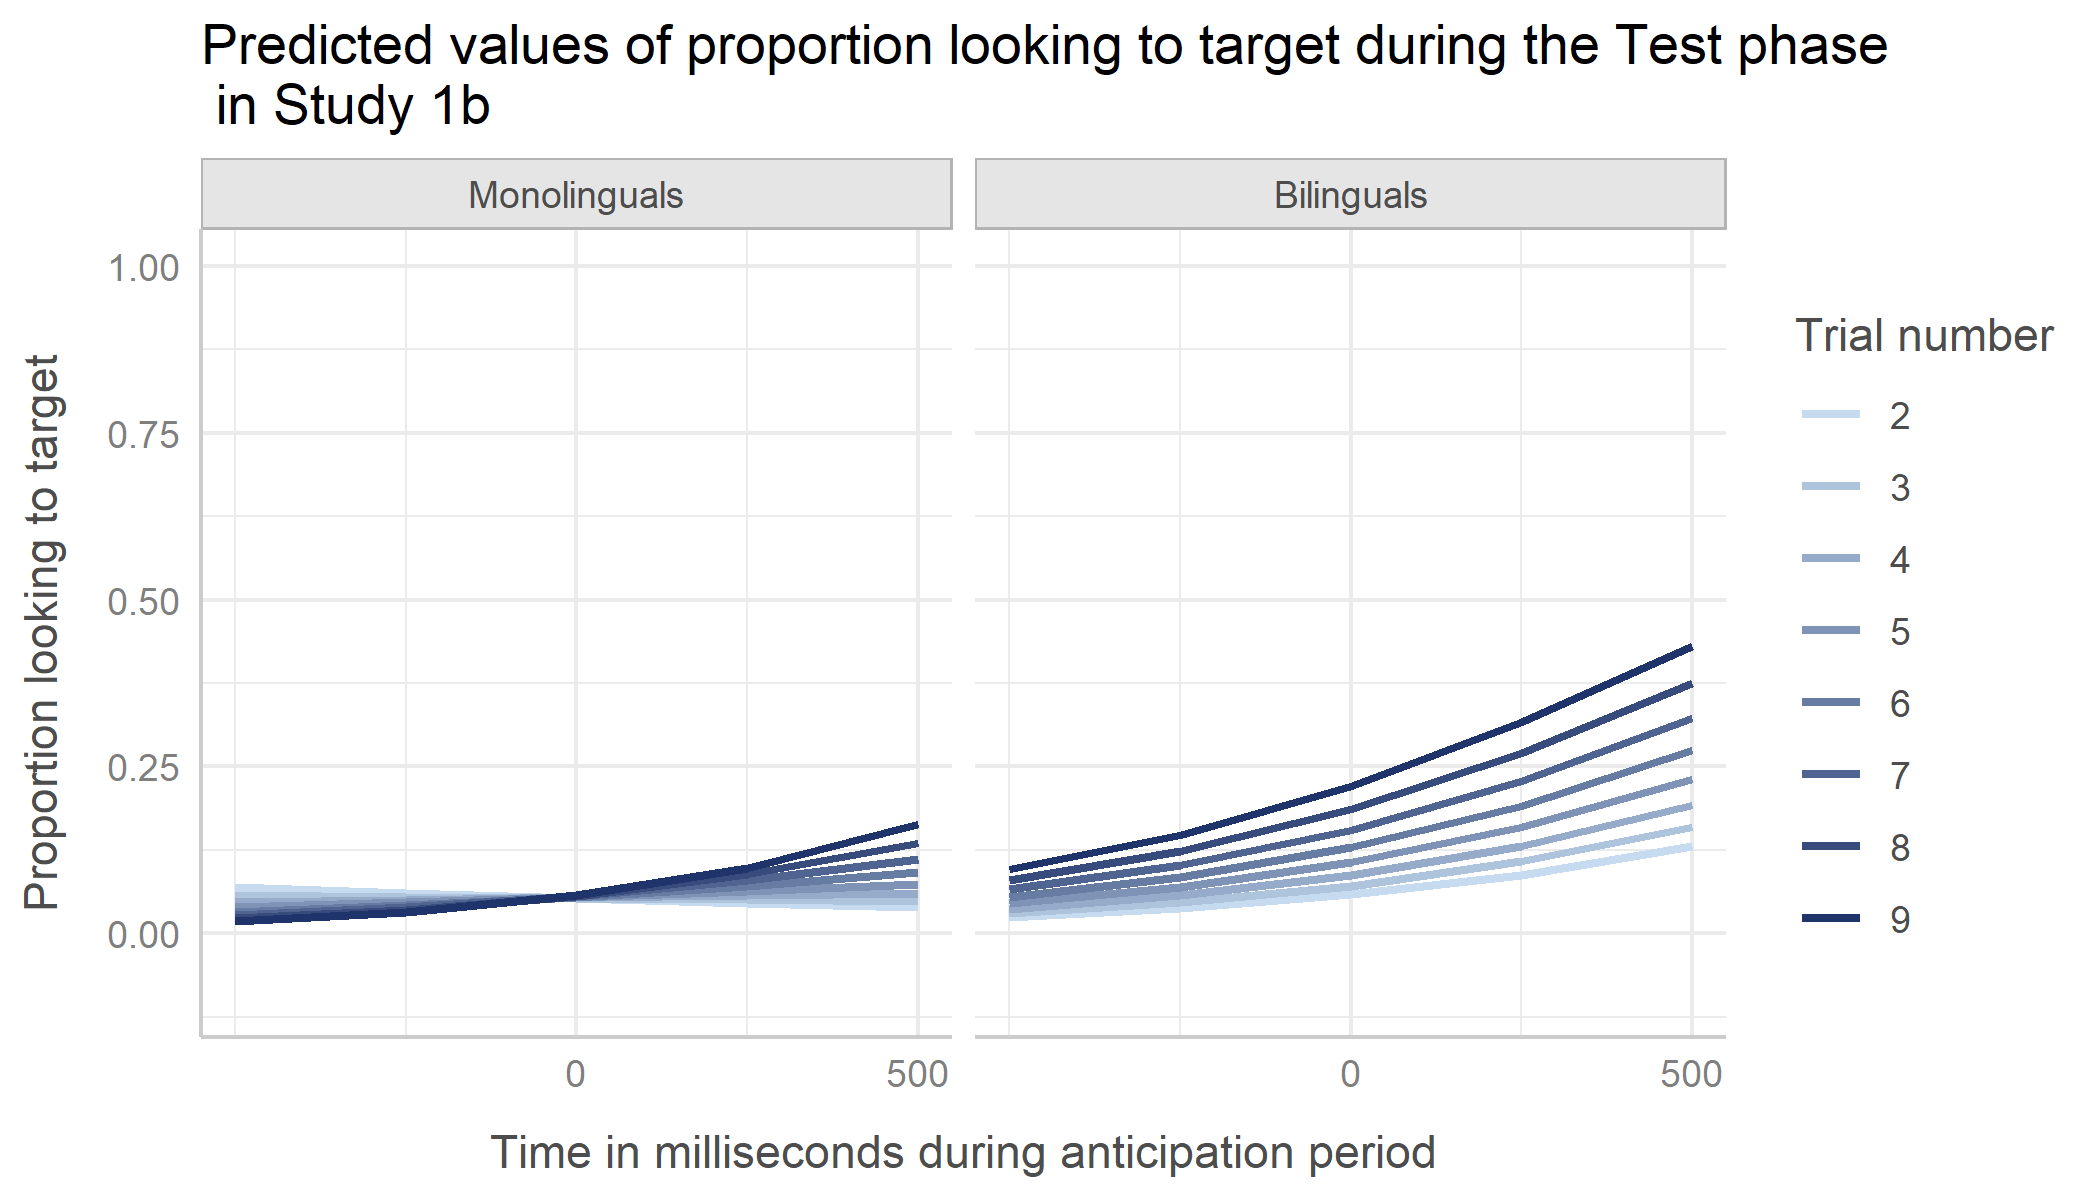 Predicted values of proportion looking to target during the Test phase
in Study 1b
Monolinguals
Bilinguals
Proportion looking to target
1.00
0.75
0.50
0.25
0.00
0
500
0
500
Time in milliseconds during anticipation period
Trial number
2
3
4
5
6
7
8
9